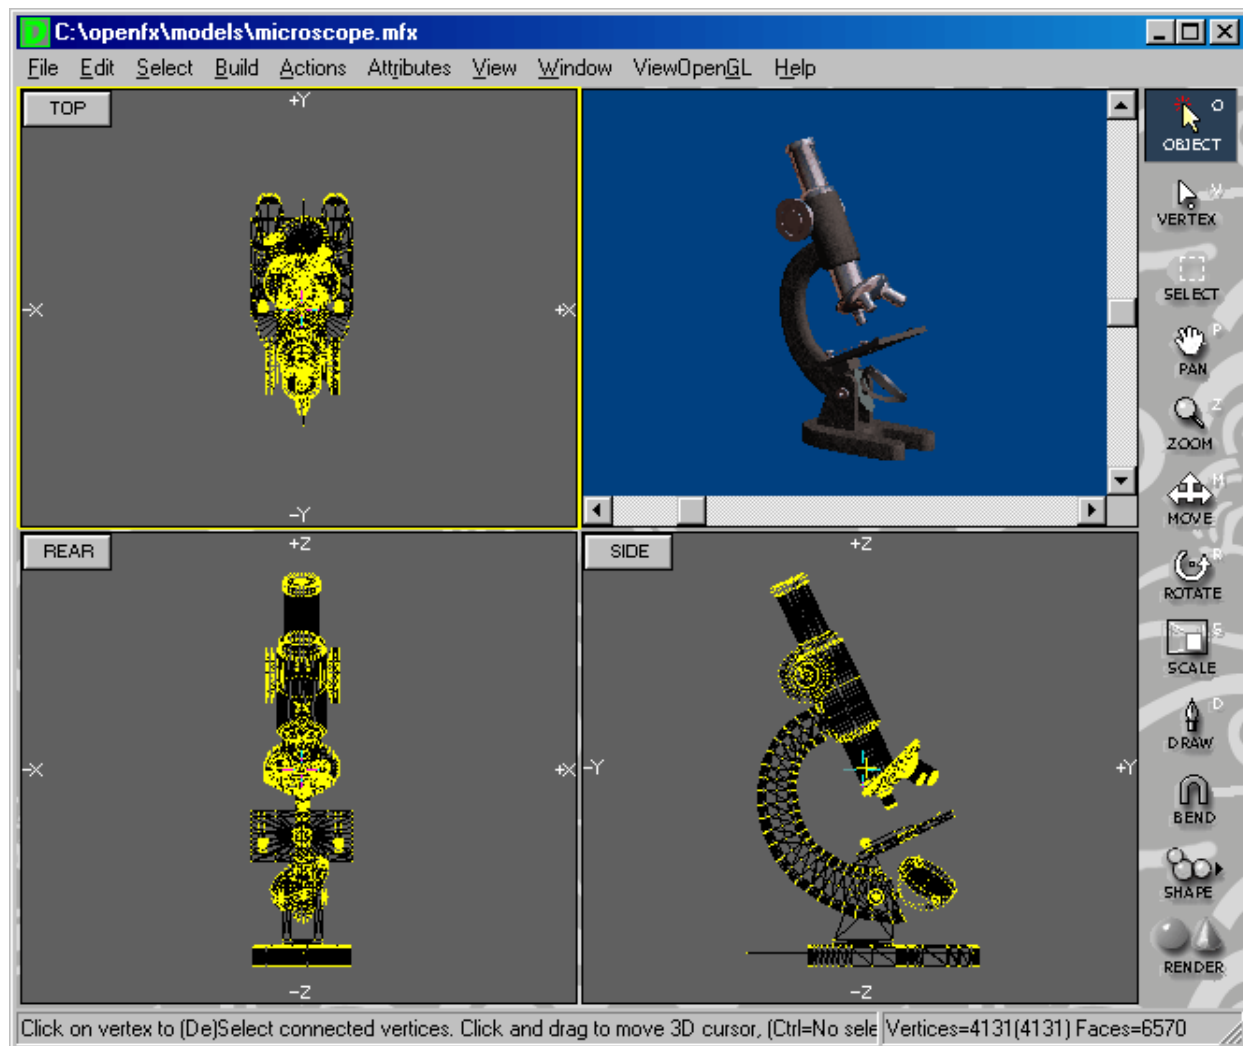 C:\openfx\models\microscope.mfx
File Edit Select Build Actions Attributes View Window ViewOpenGL Help
TOP
+Y
-X
+X
-Y
REAR
+Z
-X
+X
-Z
SIDE
+Z
-Y
+Y
-Z
O
OBJECT
V
VERTEX
SELECT
P
PAN
Z
ZOOM
M
MOVE
R
ROTATE
S
SCALE
D
DRAW
BEND
SHAPE
RENDER
Click on vertex to (De)Select connected vertices. Click and drag to move 3D cursor, (Ctrl=No sele
Vertices=4131(4131) Faces=6570